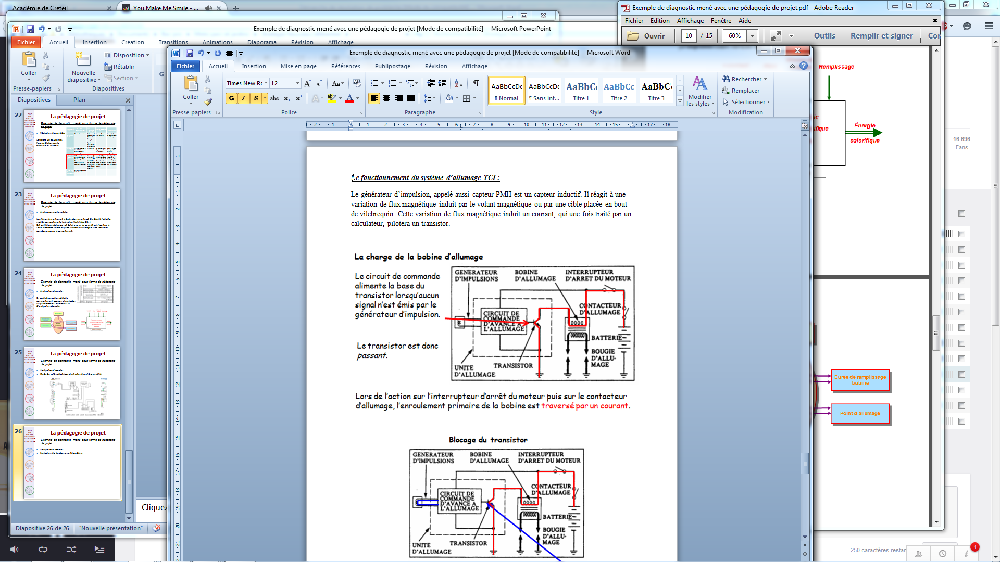 Académie de Créteil
You Make Me Smile - ...
Exemple de diagnostic mené avec une pédagogie de projet [Mode de compatibilité] - Microsoft PowerPoint
Fichier Accueil Insertion Création Transitions Animations Diaporama Révision Affichage
Coller
Presse-papiers
Nouvelle
diapositive
Disposition
Rétablir
Section
Diapositives
G
Diapositives Plan
22
La pédagogie de projet
23
La pédagogie de projet
24
La pédagogie de projet
25
La pédagogie de projet
26
La pédagogie de projet
Exemple de diagnostic mené sous forme de pédagogie
de projet
Cliquez
Diapositive 26 de 26 "Nouvelle présentation"
Exemple de diagnostic mené avec une pédagogie de projet [Mode de compatibilité] - Microsoft Word
Fichier Accueil Insertion Mise en page Références Publipostage Révision Affichage
Coller
Presse-papiers
Times New Ro 12
G I S abc x₂ x²
Police
Paragraphe
AaBbCcDc AaBbCcDc AaBbC AaBbCc AaBbC
¶ Normal ¶ Sans int... Titre 1 Titre 2 Titre 3
Style
Modifier
les styles
Rechercher
Remplacer
Sélectionner
Modification
Le fonctionnement du système d'allumage TCI :
Le générateur d'impulsion, appelé aussi capteur PMH est un capteur inductif. Il réagit à une
variation de flux magnétique induit par le volant magnétique ou par une cible placée en bout
de vilebrequin. Cette variation de flux magnétique induit un courant, qui une fois traité par un
calculateur, pilotera un transistor.
La charge de la bobine d'allumage
Le circuit de commande
alimente la base du
transistor lorsqu'aucun
signal n'est émis par le
générateur d'impulsion.
Le transistor est donc
passant.
GENERATEUR
D'IMPULSIONS
BOBINE
D'ALLUMAGE
INTERRUPTEUR
D'ARRET DU MOTEUR
CONTACTEUR
D'ALLUMAGE
CIRCUIT DE
COMMANDE
D'AVANCE A
L'ALLUMAGE
BATTERIE
BOUGIE
D'ALLU-
MAGE
TRANSISTOR
UNITE
D'ALLUMAGE
Lors de l'action sur l'interrupteur d'arrêt du moteur puis sur le contacteur
d'allumage, l'enroulement primaire de la bobine est traversé par un courant.
Blocage du transistor
GENERATEUR
D'IMPULSIONS
BOBINE
D'ALLUMAGE
INTERRUPTEUR
D'ARRET DU MOTEUR
CONTACTEUR
D'ALLUMAGE
CIRCUIT DE
COMMANDE
D'AVANCE A
L'ALLUMAGE
BATTERIE
BOUGIE
D'ALLU-
MAGE
TRANSISTOR
UNITE
D'ALLUMAGE
Exemple de diagnostic mené avec une pédagogie de projet.pdf - Adobe Reader
Fichier Edition Affichage Fenêtre Aide
Ouvrir 10 / 15 60% Outils Remplir et signer
Remplissage
Énergie
calorifique
Durée de remplissage
bobine
Point d'allumage
16 696
Fans
250 caractères restan
1